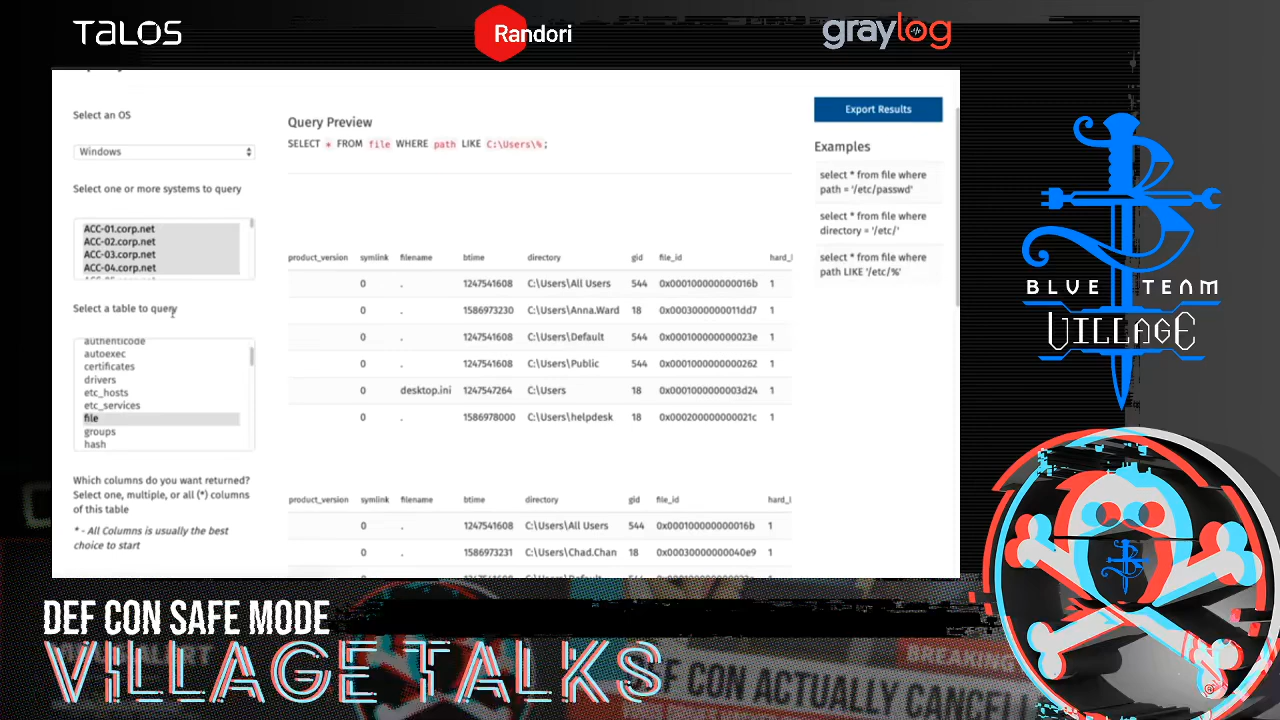 TALOS
Randori
graylog
Select an OS
Windows
Select one or more systems to query
ACC-01.corp.net
ACC-02.corp.net
ACC-03.corp.net
ACC-04.corp.net
Select a table to query
authenticode
autoexec
certificates
drivers
etc_hosts
etc_services
file
groups
hash
Which columns do you want returned?
Select one, multiple, or all (*) columns
of this table
* - All Columns is usually the best
choice to start
Query Preview
SELECT * FROM file WHERE path LIKE C:\Users\%;
product_version symlink filename btime directory gid file_id hard_l
0 . 1247541608 C:\Users\All Users 544 0x000100000000016b 1
0 . 1586973230 C:\Users\Anna.Ward 18 0x0003000000011dd7 1
0 . 1247541608 C:\Users\Default 544 0x000100000000023e 1
0 . 1247541608 C:\Users\Public 544 0x0001000000000262 1
0 desktop.ini 1247547264 C:\Users 18 0x0001000000003d24 1
0 . 1586978000 C:\Users\helpdesk 18 0x000200000000021c 1
product_version symlink filename btime directory gid file_id hard_l
0 . 1247541608 C:\Users\All Users 544 0x000100000000016b 1
0 . 1586973231 C:\Users\Chad.Chan 18 0x00030000000040e9 1
Export Results
Examples
select * from file where
path = '/etc/passwd'
select * from file where
directory = '/etc/'
select * from file where
path LIKE '/etc/%'
BLUE TEAM
VILLAGE
DEF CON SAFE MODE
VILLAGE TALKS
BREAKING
DEF CON ACTUALLY CANCEL